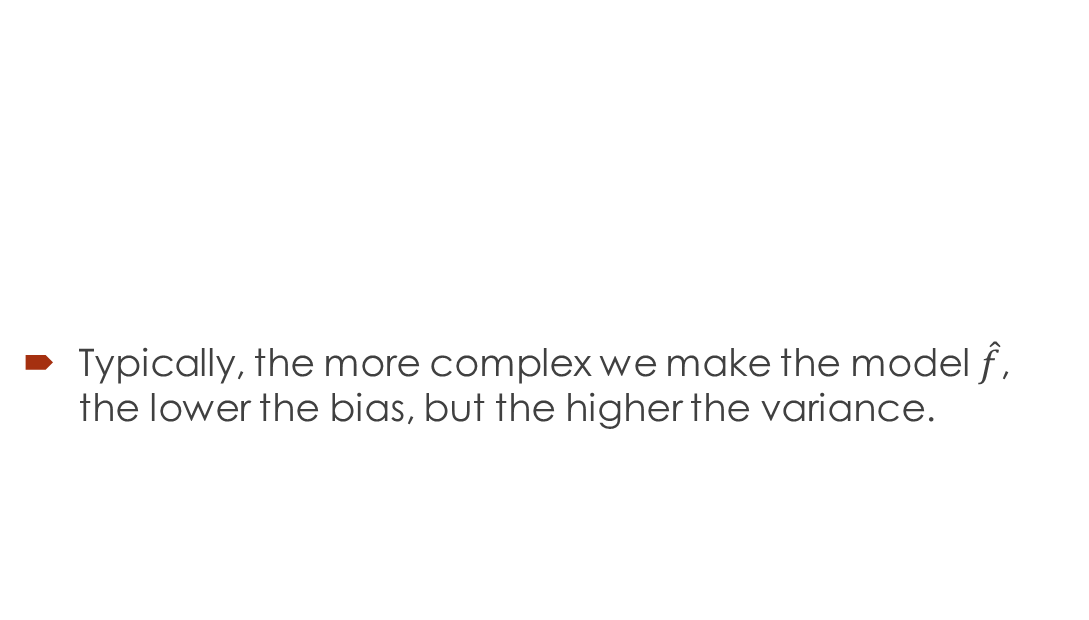 Typically, the more complex we make the model f̂,
the lower the bias, but the higher the variance.